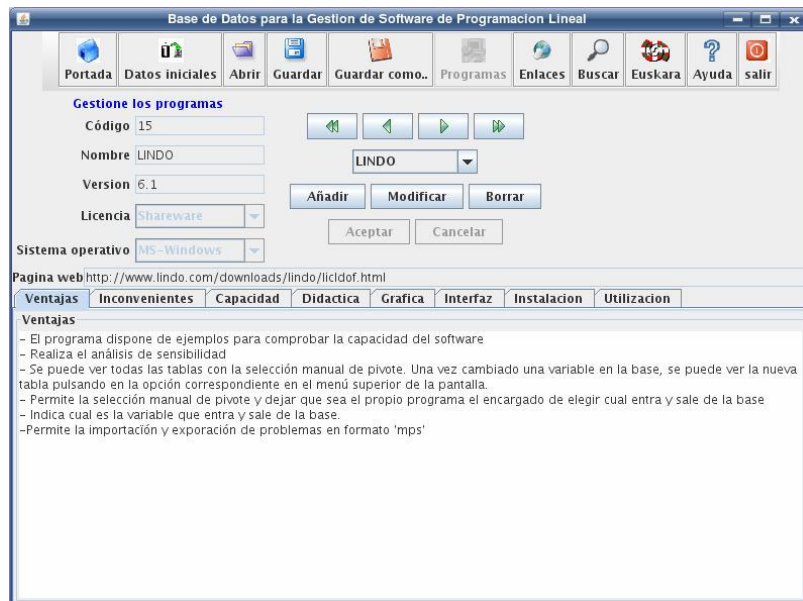 Base de Datos para la Gestion de Software de Programacion Lineal
Portada Datos iniciales Abrir Guardar Guardar como.. Programas Enlaces Buscar Euskara Ayuda salir
Gestione los programas
Código 15
Nombre LINDO
LINDO
Version 6.1
Añadir Modificar Borrar
Licencia Shareware
Aceptar Cancelar
Sistema operativo MS-Windows
Pagina web http://www.lindo.com/downloads/lindo/licldof.html
Ventajas Inconvenientes Capacidad Didactica Grafica Interfaz Instalacion Utilizacion
Ventajas
- El programa dispone de ejemplos para comprobar la capacidad del software
- Realiza el análisis de sensibilidad
- Se puede ver todas las tablas con la selección manual de pivote. Una vez cambiado una variable en la base, se puede ver la nueva
tabla pulsando en la opción correspondiente en el menú superior de la pantalla.
- Permite la selección manual de pivote y dejar que sea el propio programa el encargado de elegir cual entra y sale de la base
- Indica cual es la variable que entra y sale de la base.
-Permite la importacïón y exporación de problemas en formato 'mps'